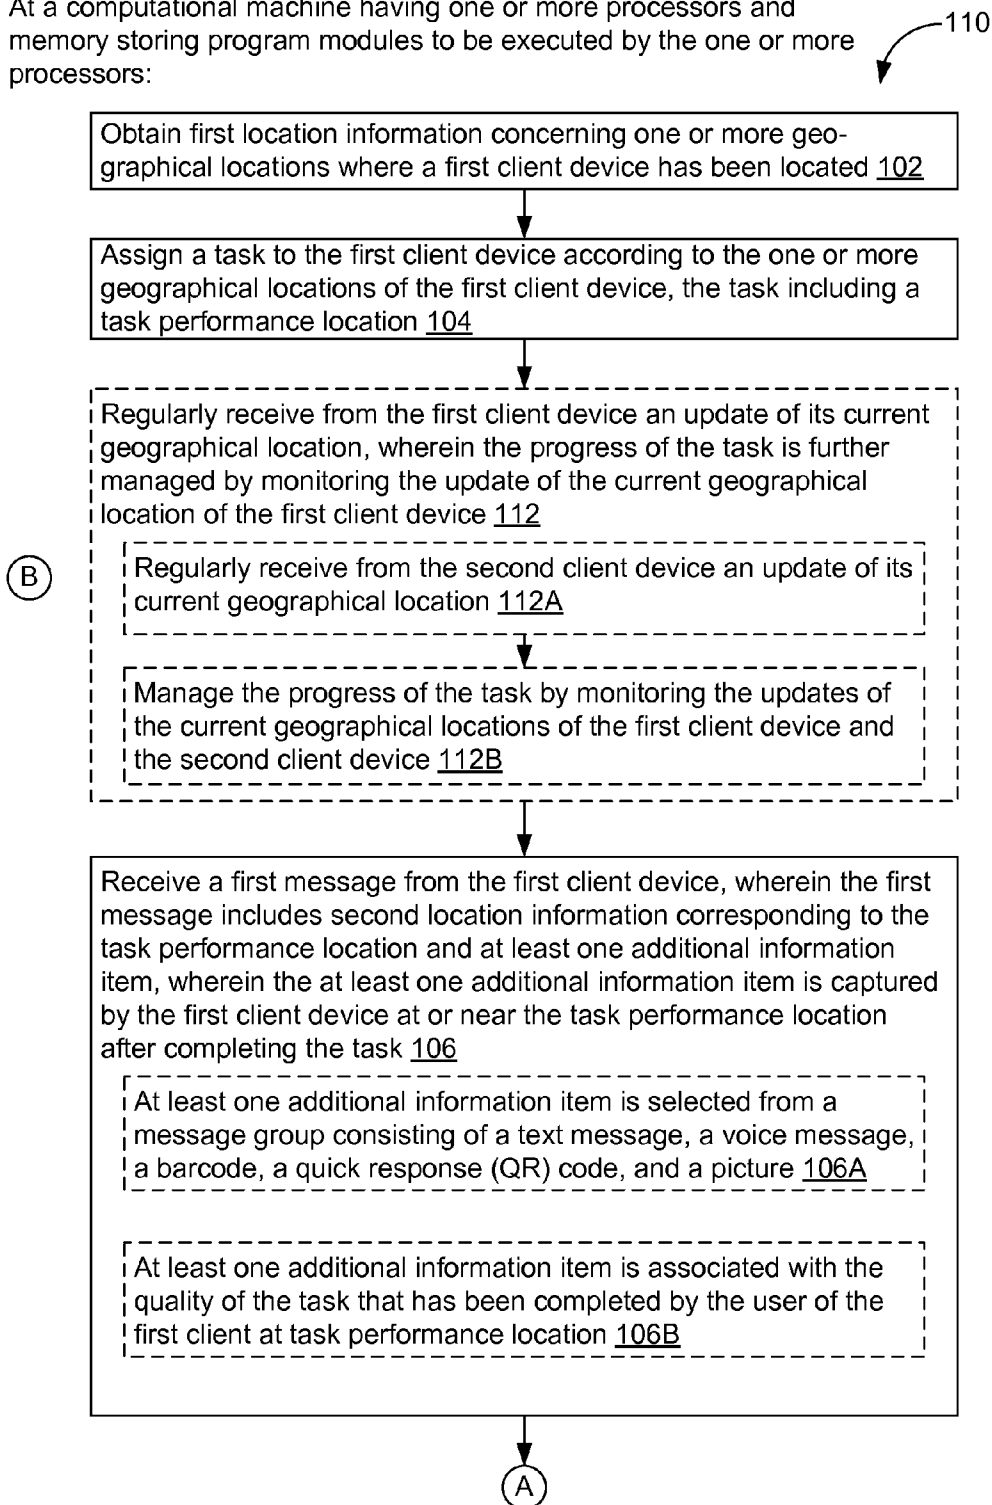 At a computational machine having one or more processors and
memory storing program modules to be executed by the one or more
processors:
110
Obtain first location information concerning one or more geo-
graphical locations where a first client device has been located 102
Assign a task to the first client device according to the one or more
geographical locations of the first client device, the task including a
task performance location 104
Regularly receive from the first client device an update of its current
geographical location, wherein the progress of the task is further
managed by monitoring the update of the current geographical
location of the first client device 112
B
Regularly receive from the second client device an update of its
current geographical location 112A
Manage the progress of the task by monitoring the updates of
the current geographical locations of the first client device and
the second client device 112B
Receive a first message from the first client device, wherein the first
message includes second location information corresponding to the
task performance location and at least one additional information
item, wherein the at least one additional information item is captured
by the first client device at or near the task performance location
after completing the task 106
At least one additional information item is selected from a
message group consisting of a text message, a voice message,
a barcode, a quick response (QR) code, and a picture 106A
At least one additional information item is associated with the
quality of the task that has been completed by the user of the
first client at task performance location 106B
A